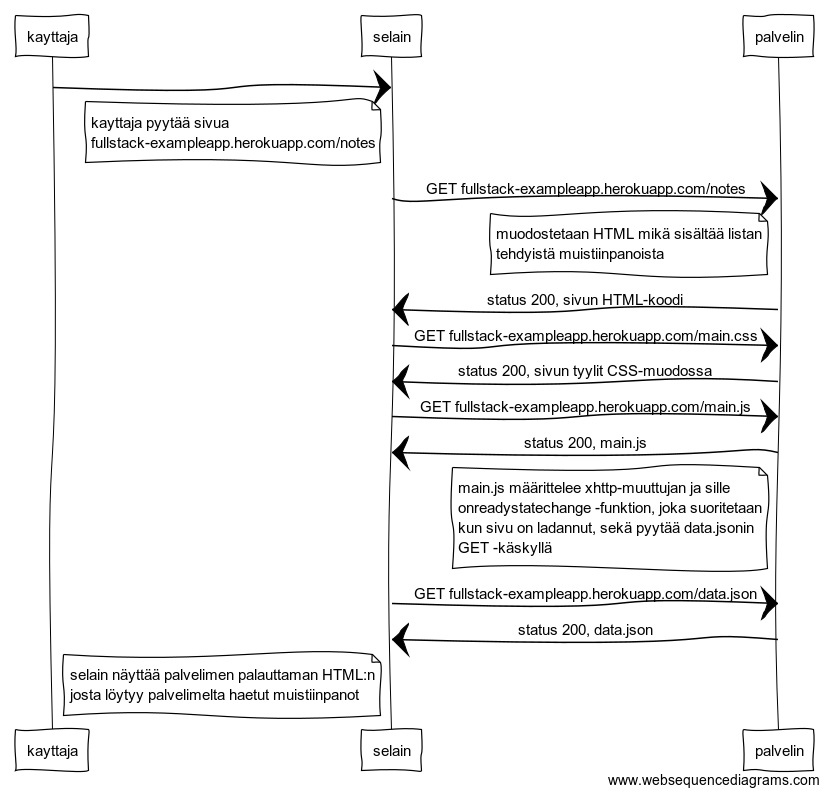 kayttaja
selain
palvelin
kayttaja pyytää sivua
fullstack-exampleapp.herokuapp.com/notes
GET fullstack-exampleapp.herokuapp.com/notes
muodostetaan HTML mikä sisältää listan
tehdyistä muistiinpanoista
status 200, sivun HTML-koodi
GET fullstack-exampleapp.herokuapp.com/main.css
status 200, sivun tyylit CSS-muodossa
GET fullstack-exampleapp.herokuapp.com/main.js
status 200, main.js
main.js määrittelee xhttp-muuttujan ja sille
onreadystatechange -funktion, joka suoritetaan
kun sivu on ladannut, sekä pyytää data.jsonin
GET -käskyllä
GET fullstack-exampleapp.herokuapp.com/data.json
status 200, data.json
selain näyttää palvelimen palauttaman HTML:n
josta löytyy palvelimelta haetut muistiinpanot
kayttaja
selain
palvelin
www.websequencediagrams.com